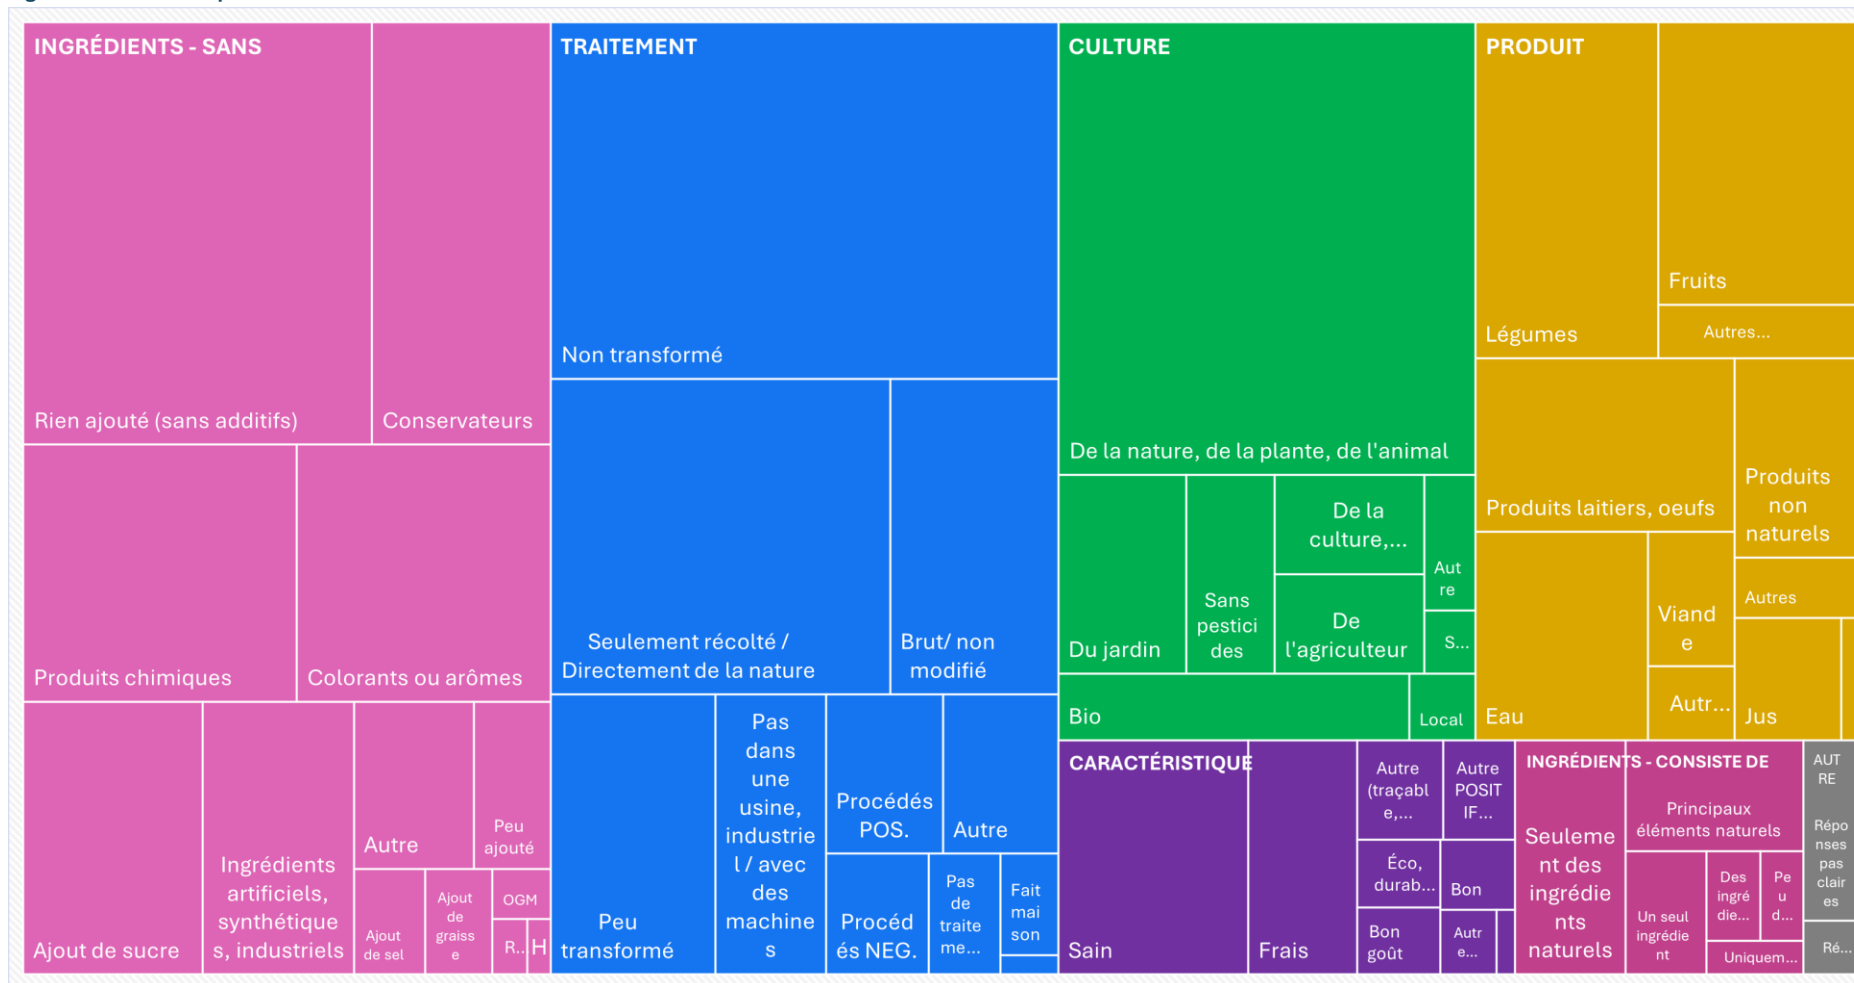 INGRÉDIENTS - SANS
Rien ajouté (sans additifs)
Conservateurs
Produits chimiques
Colorants ou arômes
Ajout de sucre
Ingrédients
artificiels,
synthétique
s, industriels
Autre
Peu
ajouté
Ajout
de sel
Ajout
de
graiss
e
OGM
R...
H
TRAITEMENT
Non transformé
Seulement récolté /
Directement de la nature
Brut/ non
modifié
Peu
transformé
Pas
dans
une
usine,
industrie
l / avec
des
machine
s
Procédés
POS.
Autre
Procéd
és NEG.
Pas
de
traite
me...
Fait
mai
son
CULTURE
De la nature, de la plante, de l'animal
Du jardin
Sans
pestici
des
De la
culture,...
De
l'agriculteur
Aut
re
S...
Bio
Local
PRODUIT
Légumes
Fruits
Autres...
Produits laitiers, oeufs
Produits
non
naturels
Autres
Eau
Viand
e
Autr...
Jus
CARACTÉRISTIQUE
Sain
Frais
Autre
(traçabl
e,...
Autre
POSIT
IF...
Éco,
durab...
Bon
Bon
goût
Autr
e...
INGRÉDIENTS - CONSISTE DE
Seuleme
nt des
ingrédie
nts
naturels
Principaux
éléments naturels
Un seul
ingrédie
nt
Des
ingré
die...
Pe
u
d...
Uniquem...
AUT
RE
Répo
nses
pas
clair
es
Ré...